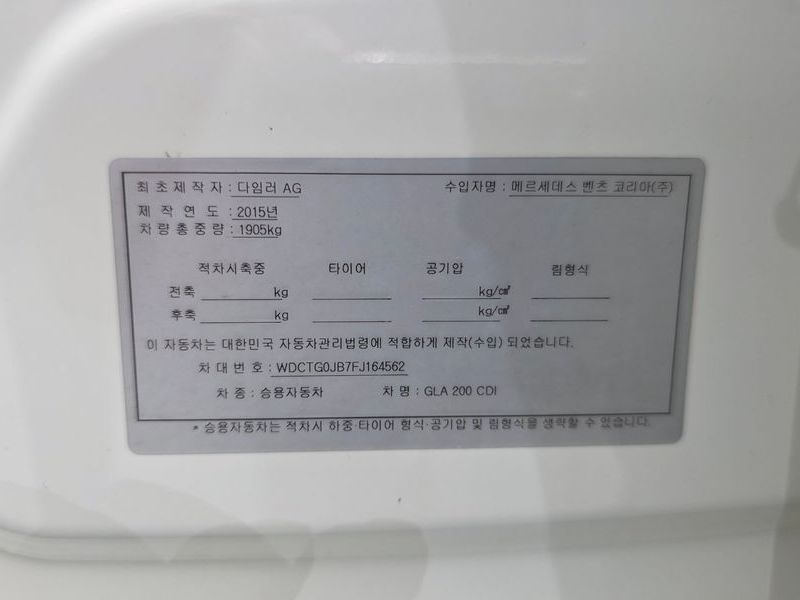 최초제작자 : 다임러 AG 수입자명 : 메르세데스 벤츠 코리아(주)
제 작 연 도 : 2015년
차 량 총 중 량 : 1905kg
적차시축중 타이어 공기압 림형식
전축 kg kg/㎠
후축 kg kg/㎠
이 자동차는 대한민국 자동차관리법령에 적합하게 제작(수입) 되었습니다.
차 대 번 호 : WDCTG0JB7FJ164562
차 종 : 승용자동차 차 명 : GLA 200 CDI
* 승용자동차는 적차시 하중·타이어 형식·공기압 및 림형식을 생략할 수 있습니다.